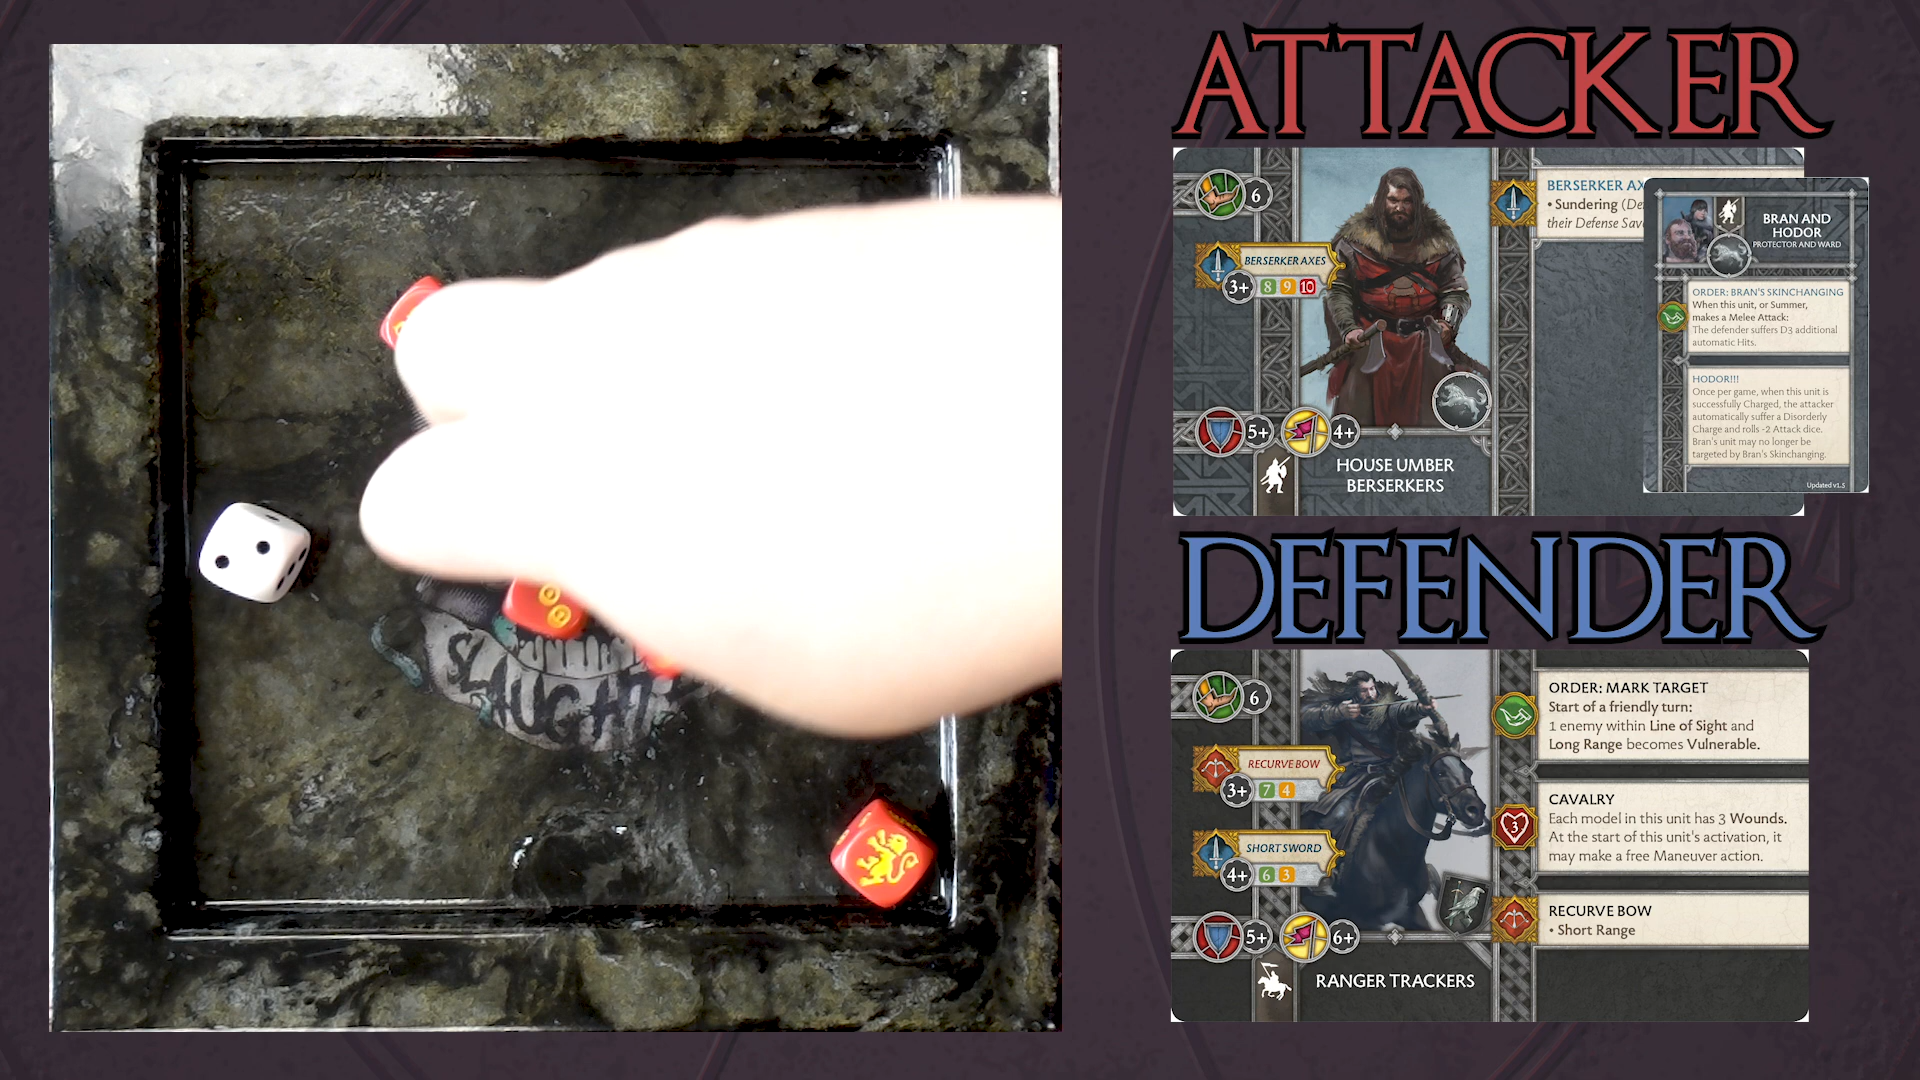 ATTACKER
6
BERSERKER AXES
3+ 8 9 10
5+ 4+
HOUSE UMBER
BERSERKERS
BERSERKER AX
• Sundering (De
their Defense Sav
BRAN AND
HODOR
PROTECTOR AND WARD
ORDER: BRAN'S SKINCHANGING
When this unit, or Summer,
makes a Melee Attack:
The defender suffers D3 additional
automatic Hits.
HODOR!!!
Once per game, when this unit is
successfully Charged, the attacker
automatically suffer a Disorderly
Charge and rolls -2 Attack dice.
Bran's unit may no longer be
targeted by Bran's Skinchanging.
Updated v1.5
DEFENDER
6
RECURVE BOW
3+ 7 4
SHORT SWORD
4+ 6 3
5+ 6+
RANGER TRACKERS
ORDER: MARK TARGET
Start of a friendly turn:
1 enemy within Line of Sight and
Long Range becomes Vulnerable.
3
CAVALRY
Each model in this unit has 3 Wounds.
At the start of this unit's activation, it
may make a free Maneuver action.
RECURVE BOW
• Short Range